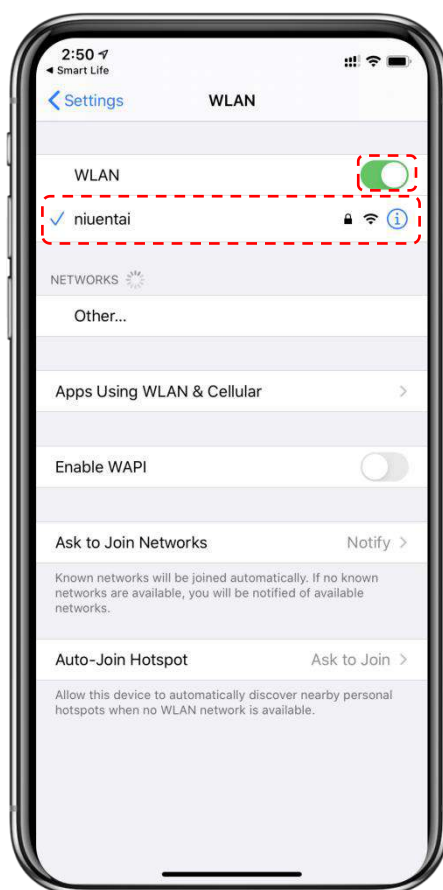 2:50
Smart Life
Settings
WLAN
WLAN
niuentai
NETWORKS
Other...
Apps Using WLAN & Cellular
Enable WAPI
Ask to Join Networks Notify
Known networks will be joined automatically. If no known
networks are available, you will be notified of available
networks.
Auto-Join Hotspot Ask to Join
Allow this device to automatically discover nearby personal
hotspots when no WLAN network is available.